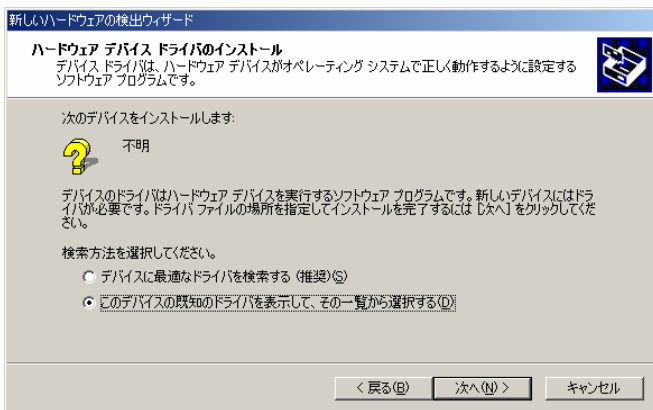 新しいハードウェアの検出ウィザード
ハードウェア デバイス ドライバのインストール
デバイス ドライバは、ハードウェア デバイスがオペレーティング システムで正しく動作するように設定する
ソフトウェア プログラムです。
次のデバイスをインストールします:
不明
デバイスのドライバはハードウェア デバイスを実行するソフトウェア プログラムです。新しいデバイスにはドラ
イバが必要です。ドライバ ファイルの場所を指定してインストールを完了するには [次へ] をクリックしてくだ
さい。
検索方法を選択してください。
デバイスに最適なドライバを検索する (推奨)(S)
このデバイスの既知のドライバを表示して、その一覧から選択する(D)
< 戻る(B)
次へ(N) >
キャンセル